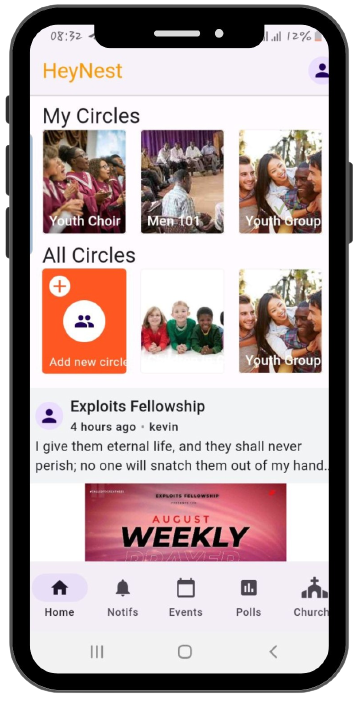 08:32
12%
HeyNest
My Circles
Youth Choir
Men 101
Youth Group
All Circles
Add new circle
Youth Group
Exploits Fellowship
4 hours ago • kevin
I give them eternal life, and they shall never
perish; no one will snatch them out of my hand..
EXPLOITS FELLOWSHIP
AUGUST
WEEKLY
PRAYER
Home
Notifs
Events
Polls
Church